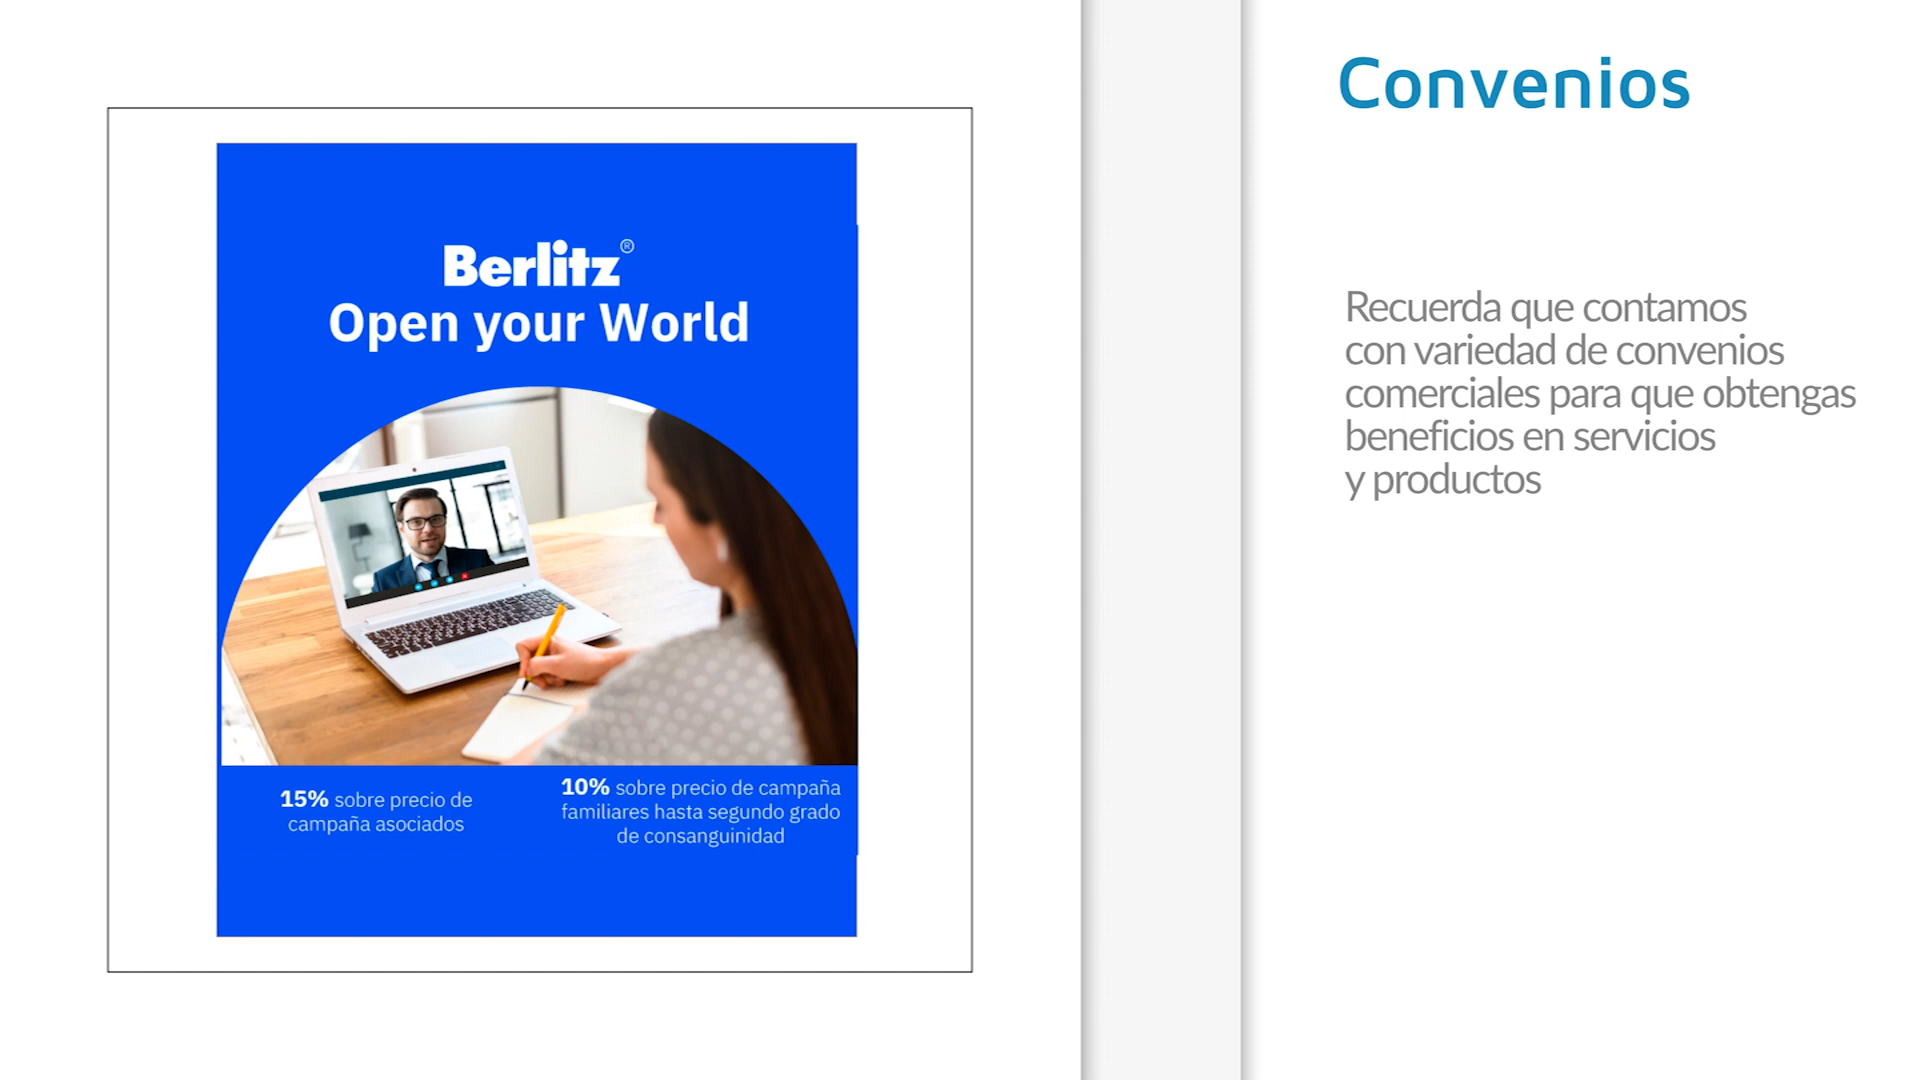 Berlitz®
Open your World
15% sobre precio de
campaña asociados
10% sobre precio de campaña
familiares hasta segundo grado
de consanguinidad
Convenios
Recuerda que contamos
con variedad de convenios
comerciales para que obtengas
beneficios en servicios
y productos